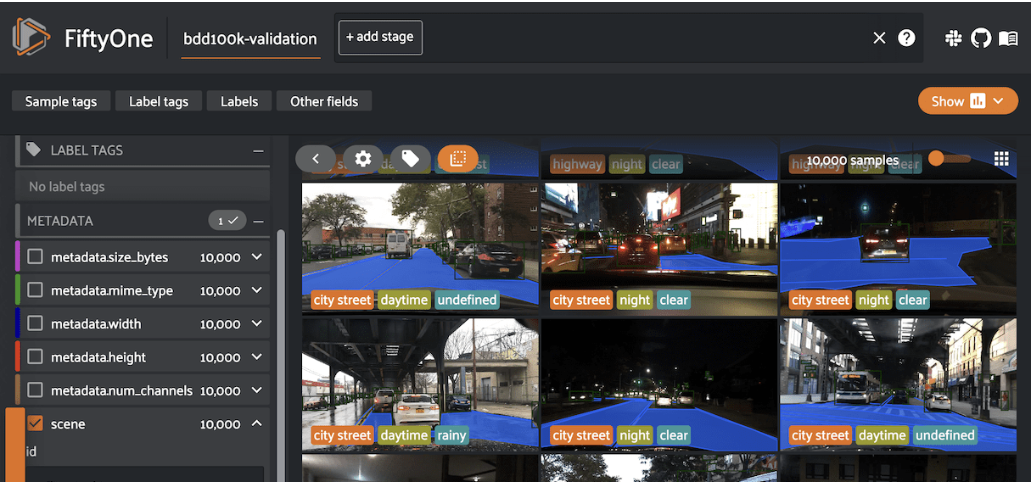 FiftyOne
bdd100k-validation
+ add stage
Sample tags
Label tags
Labels
Other fields
Show
LABEL TAGS
No label tags
METADATA
1
metadata.size_bytes 10,000
metadata.mime_type 10,000
metadata.width 10,000
metadata.height 10,000
metadata.num_channels 10,000
scene 10,000
id
10,000 samples
highway night clear
highway night clear
city street daytime undefined
city street night clear
city street night clear
city street daytime rainy
city street night clear
city street daytime undefined